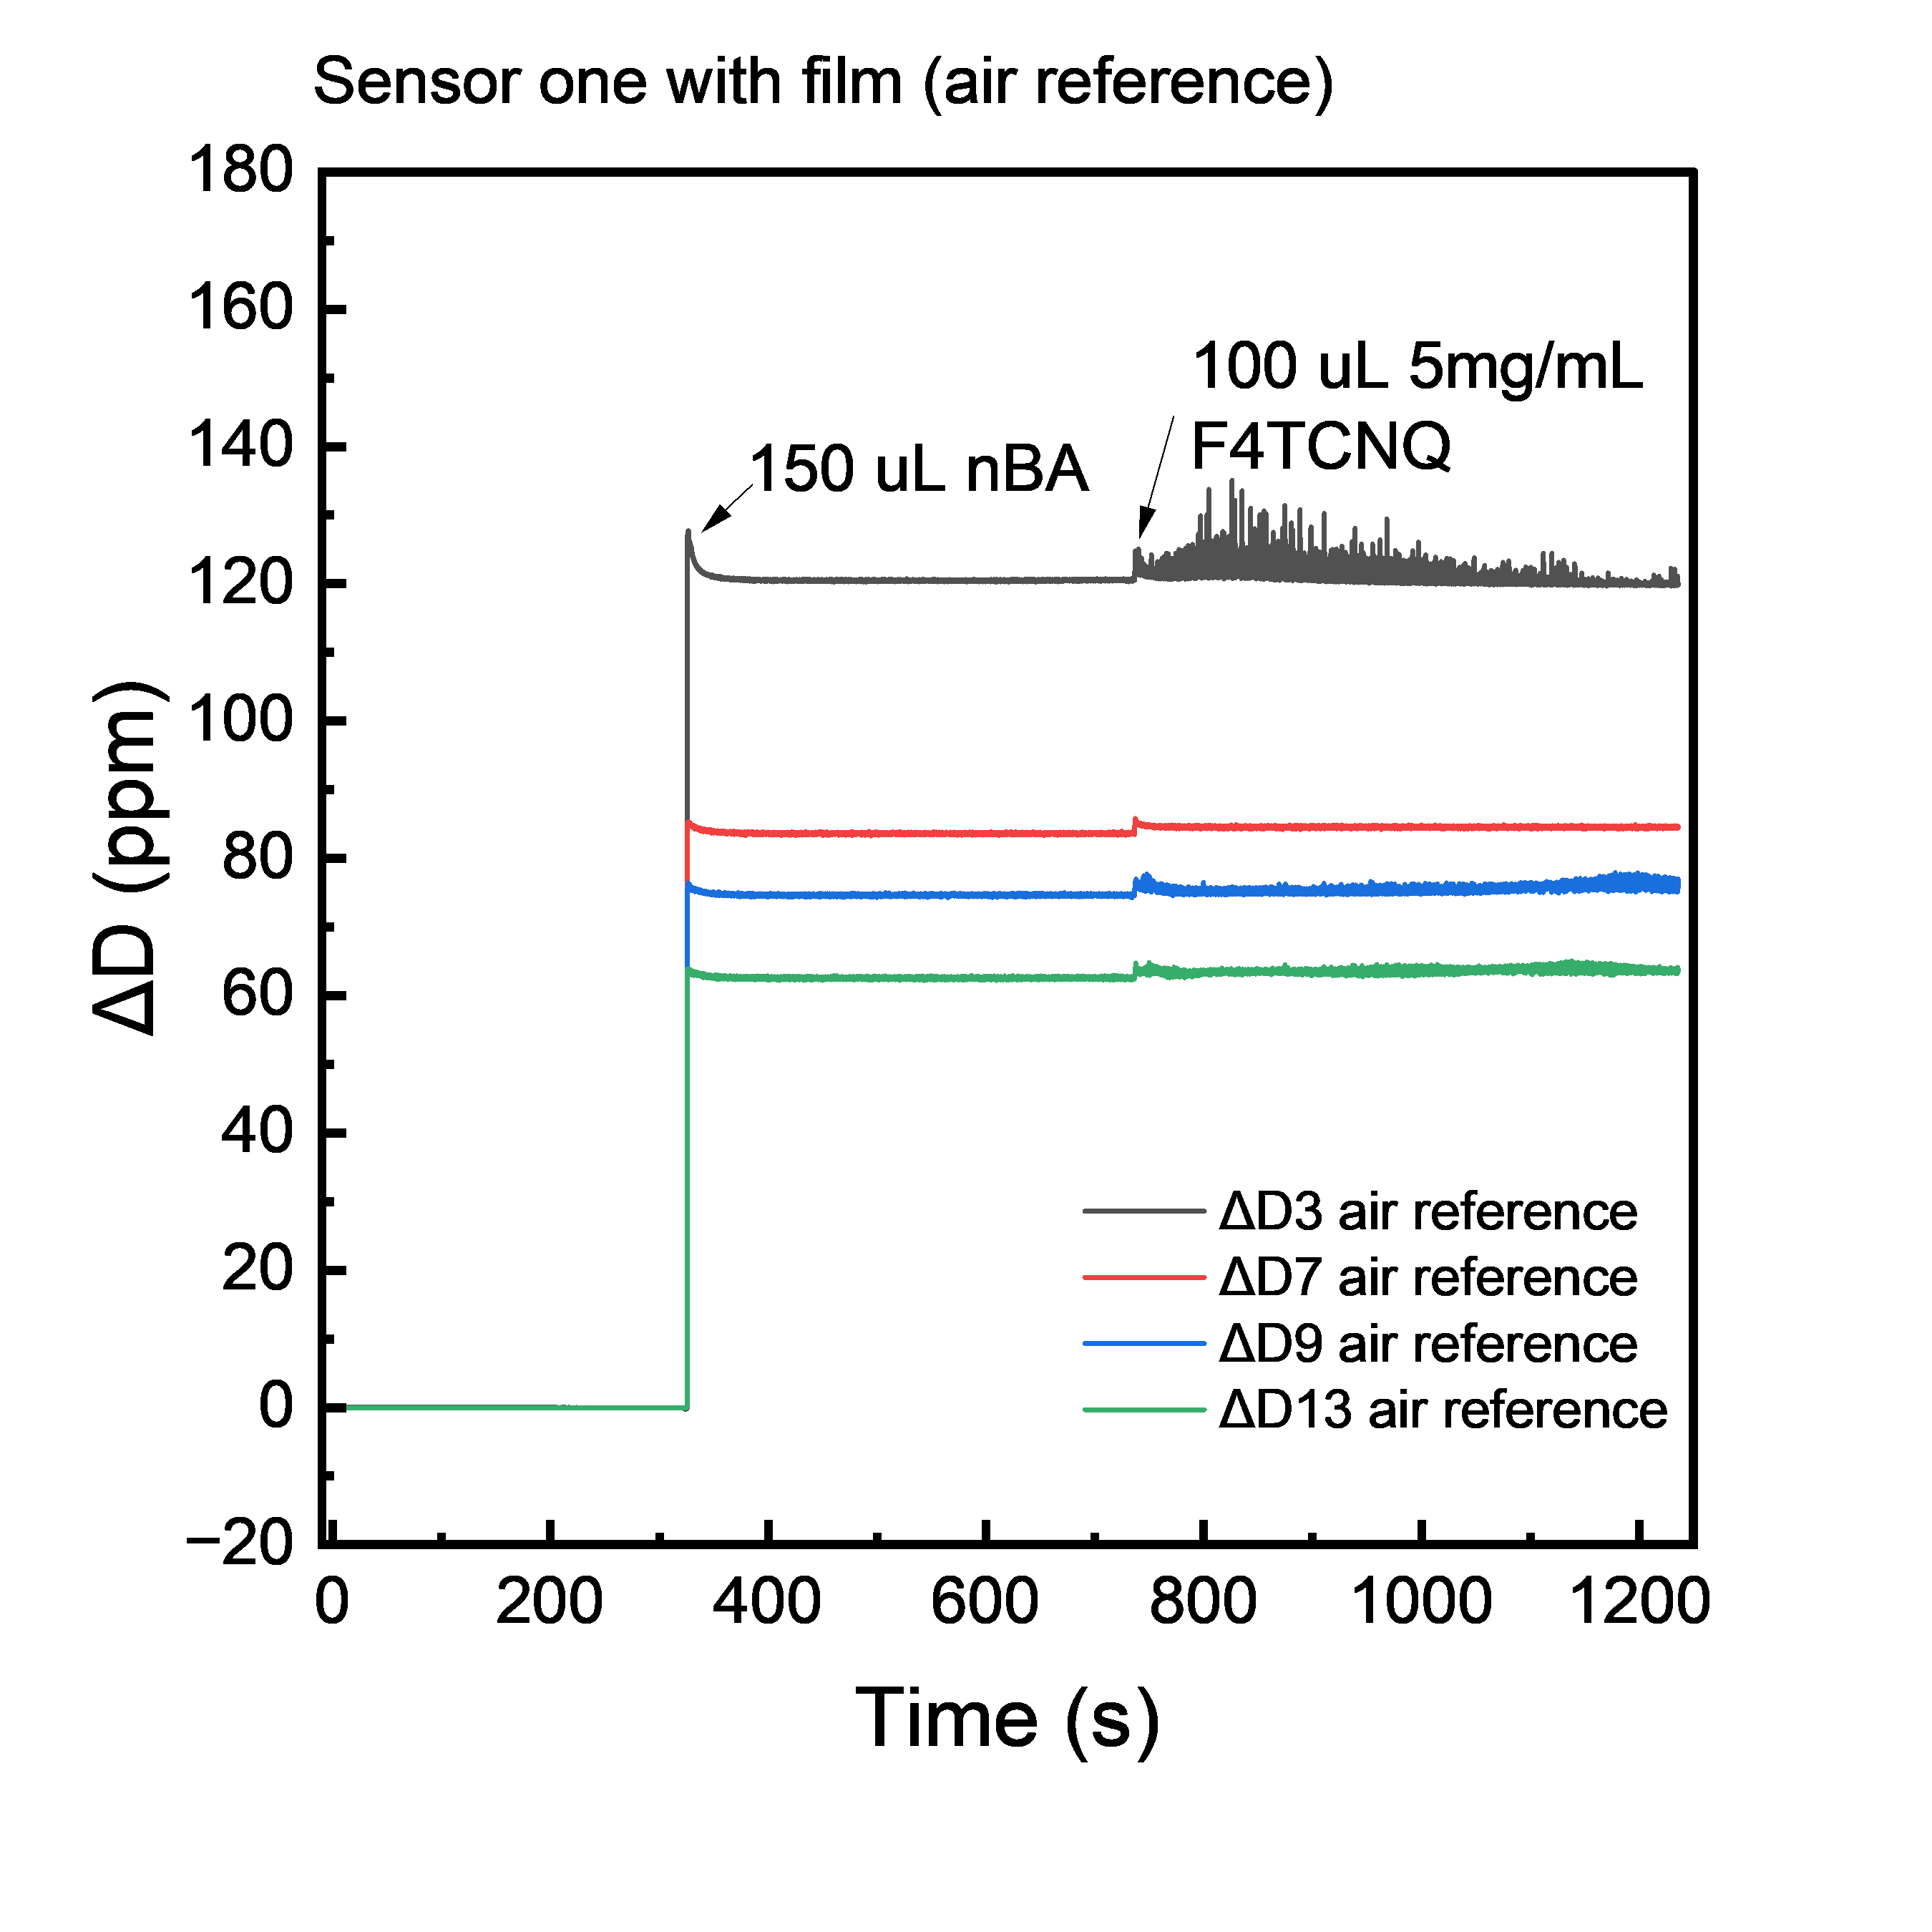 Sensor one with film (air reference)
180
160
140
120
100
80
60
40
20
0
−20
ΔD (ppm)
150 uL nBA
100 uL 5mg/mL
F4TCNQ
ΔD3 air reference
ΔD7 air reference
ΔD9 air reference
ΔD13 air reference
0 200 400 600 800 1000 1200
Time (s)